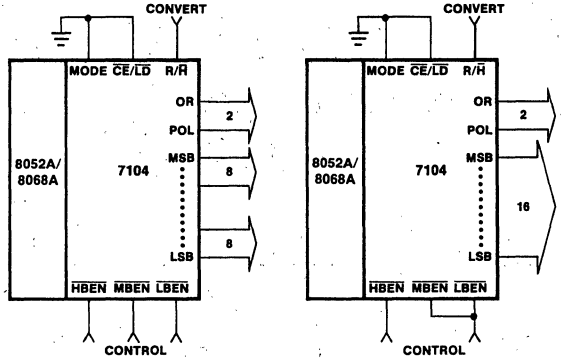 CONVERT
MODE CE/LD R/H
OR
2
POL
8052A/
8068A
7104
MSB
8
8
LSB
HBEN MBEN LBEN
CONTROL
CONVERT
MODE CE/LD R/H
OR
2
POL
8052A/
8068A
7104
MSB
16
LSB
HBEN MBEN LBEN
CONTROL